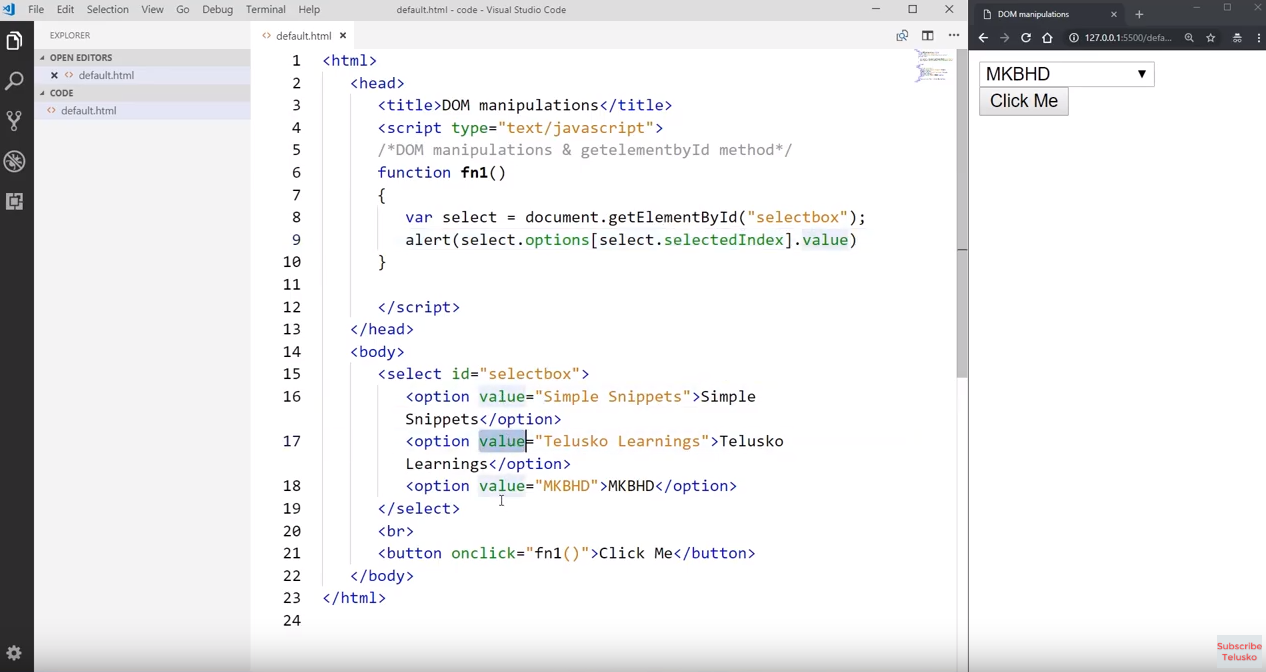 File Edit Selection View Go Debug Terminal Help
default.html - code - Visual Studio Code
EXPLORER
OPEN EDITORS
default.html
CODE
default.html
default.html
1 <html>
2 <head>
3 <title>DOM manipulations</title>
4 <script type="text/javascript">
5 /*DOM manipulations & getelementbyId method*/
6 function fn1()
7 {
8 var select = document.getElementById("selectbox");
9 alert(select.options[select.selectedIndex].value)
10 }
11
12 </script>
13 </head>
14 <body>
15 <select id="selectbox">
16 <option value="Simple Snippets">Simple
Snippets</option>
17 <option value="Telusko Learnings">Telusko
Learnings</option>
18 <option value="MKBHD">MKBHD</option>
19 </select>
20 <br>
21 <button onclick="fn1()">Click Me</button>
22 </body>
23 </html>
24
DOM manipulations
127.0.0.1:5500/defa...
MKBHD
Click Me
Subscribe
Telusko